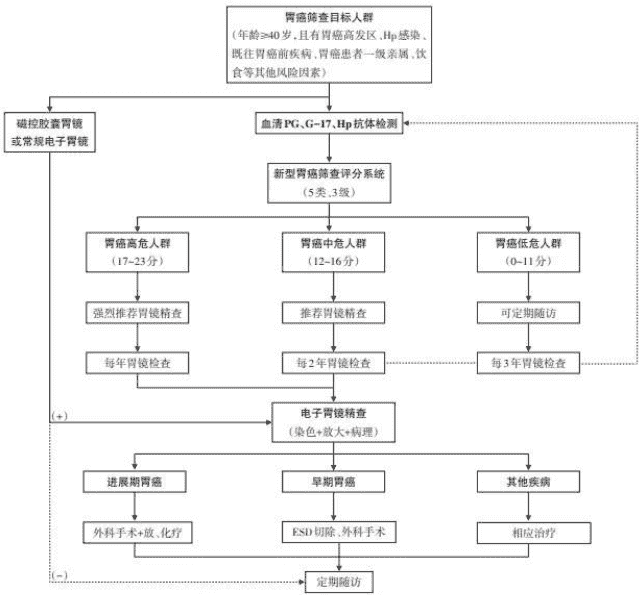 胃癌筛查目标人群
(年龄≥40岁,且有胃癌高发区、Hp感染、
既往胃癌前疾病、胃癌患者一级亲属、饮
食等其他风险因素)
磁控胶囊胃镜
或常规电子胃镜
血清PG、G-17、Hp抗体检测
新型胃癌筛查评分系统
(5类、3级)
胃癌高危人群
(17~23分)
胃癌中危人群
(12~16分)
胃癌低危人群
(0~11分)
强烈推荐胃镜精查
推荐胃镜精查
可定期随访
每年胃镜检查
每2年胃镜检查
每3年胃镜检查
(+)
电子胃镜精查
(染色+放大+病理)
进展期胃癌
早期胃癌
其他疾病
外科手术+放、化疗
ESD切除、外科手术
相应治疗
(-)
定期随访